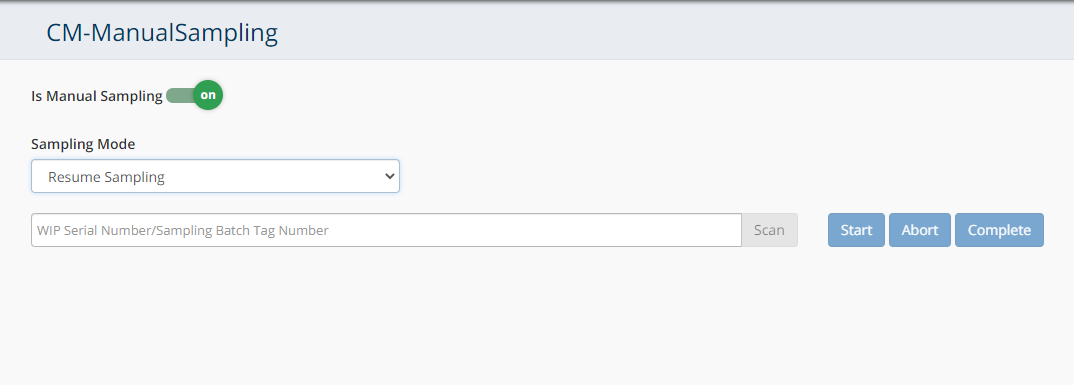 CM-ManualSampling
Is Manual Sampling on
Sampling Mode
Resume Sampling
WIP Serial Number/Sampling Batch Tag Number Scan Start Abort Complete